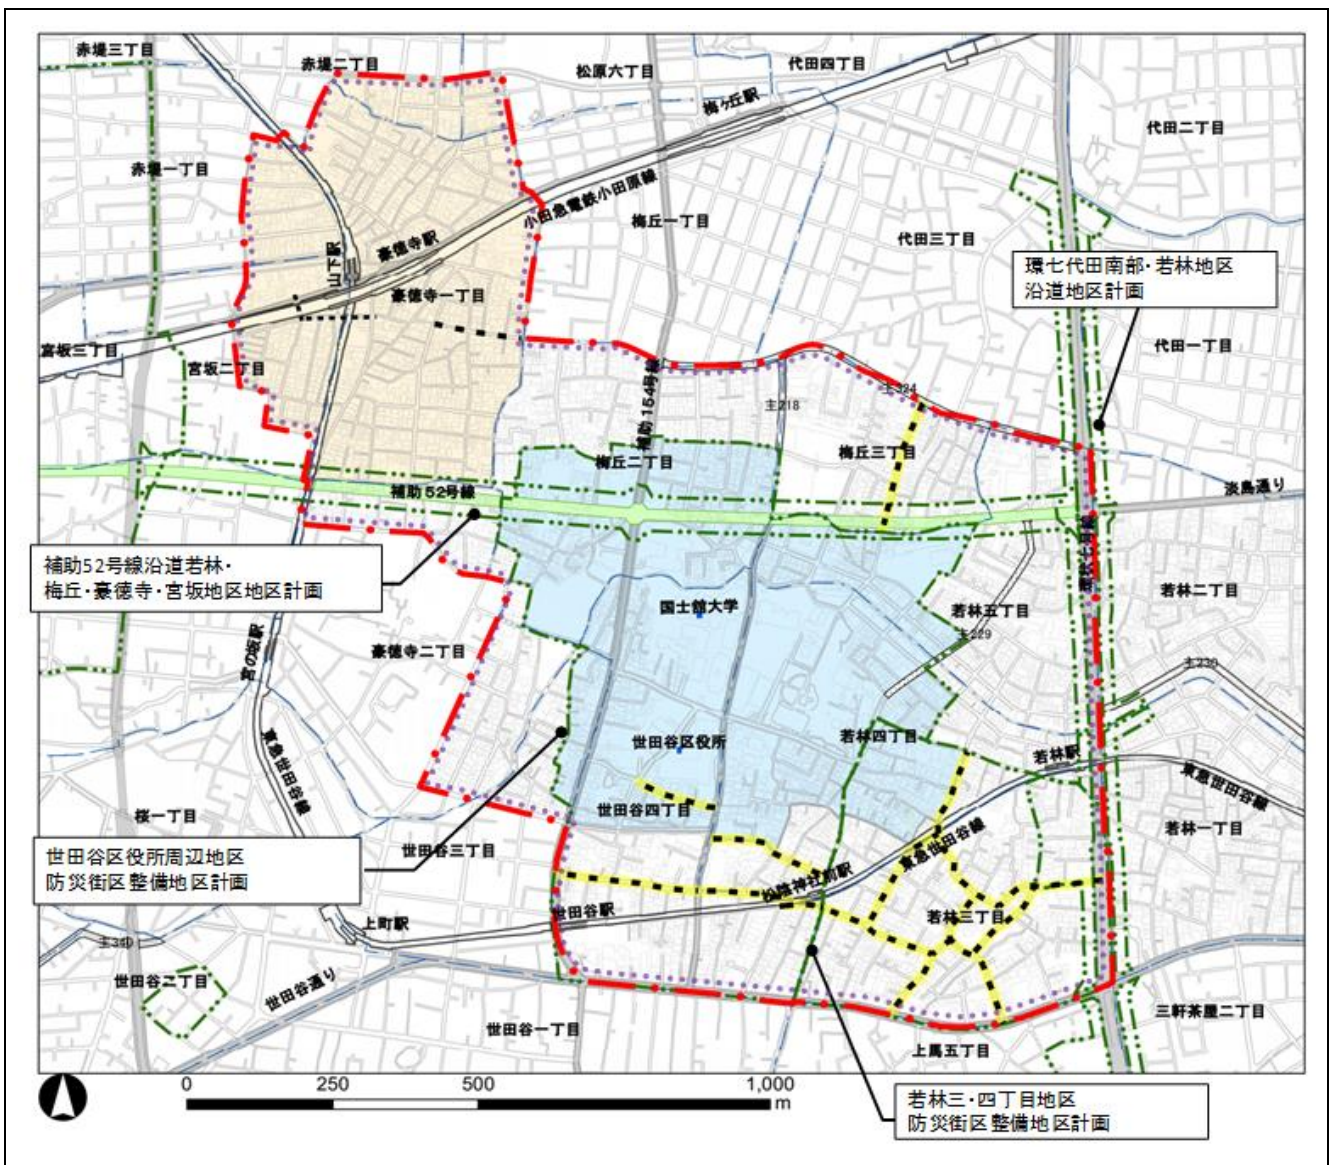 赤堤三丁目
赤堤二丁目
松原六丁目
代田四丁目
梅ヶ丘駅
代田二丁目
赤堤一丁目
小田急電鉄小田原線
梅丘一丁目
代田三丁目
豪徳寺駅
山下駅
環七代田南部・若林地区
沿道地区計画
豪徳寺一丁目
宮坂三丁目
宮坂二丁目
代田一丁目
補助154号線
主324
主218
梅丘三丁目
梅丘二丁目
補助52号線
淡島通り
環状七号線
補助52号線沿道若林・
梅丘・豪徳寺・宮坂地区地区計画
若林二丁目
国士舘大学
若林五丁目
主229
宮の坂駅
豪徳寺二丁目
主230
世田谷区役所
若林四丁目
若林駅
東急世田谷線
東急世田谷線
世田谷四丁目
桜一丁目
若林一丁目
世田谷区役所周辺地区
防災街区整備地区計画
世田谷三丁目
東急世田谷線
松陰神社前駅
世田谷駅
若林三丁目
上町駅
主340
世田谷二丁目
世田谷通り
世田谷一丁目
三軒茶屋二丁目
上馬五丁目
0 250 500 1,000
m
若林三・四丁目地区
防災街区整備地区計画